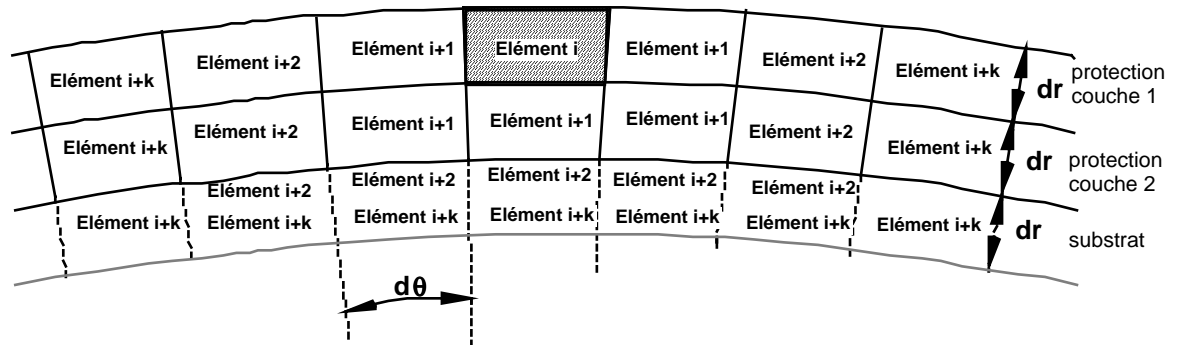 Elément i+k Elément i+2 Elément i+1 Elément i Elément i+1 Elément i+2 Elément i+k dr protection
couche 1
Elément i+k Elément i+2 Elément i+1 Elément i+1 Elément i+1 Elément i+2 Elément i+k dr protection
couche 2
Elément i+2 Elément i+2 Elément i+2 Elément i+2 Elément i+2
Elément i+k Elément i+k Elément i+k Elément i+k Elément i+k Elément i+k Elément i+k dr substrat
dθ